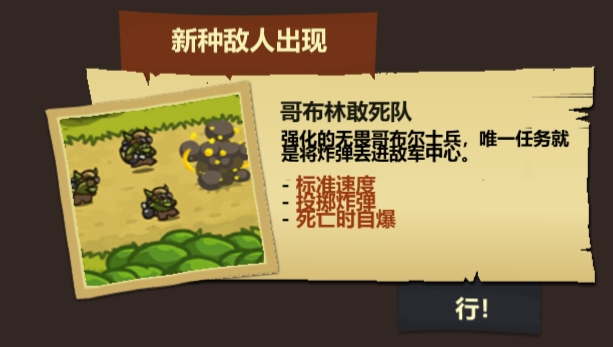 新种敌人出现
哥布林敢死队
强化的无畏哥布尔士兵，唯一任务就
是将炸弹丢进敌军中心。
- 标准速度
- 投掷炸弹
- 死亡时自爆
行！